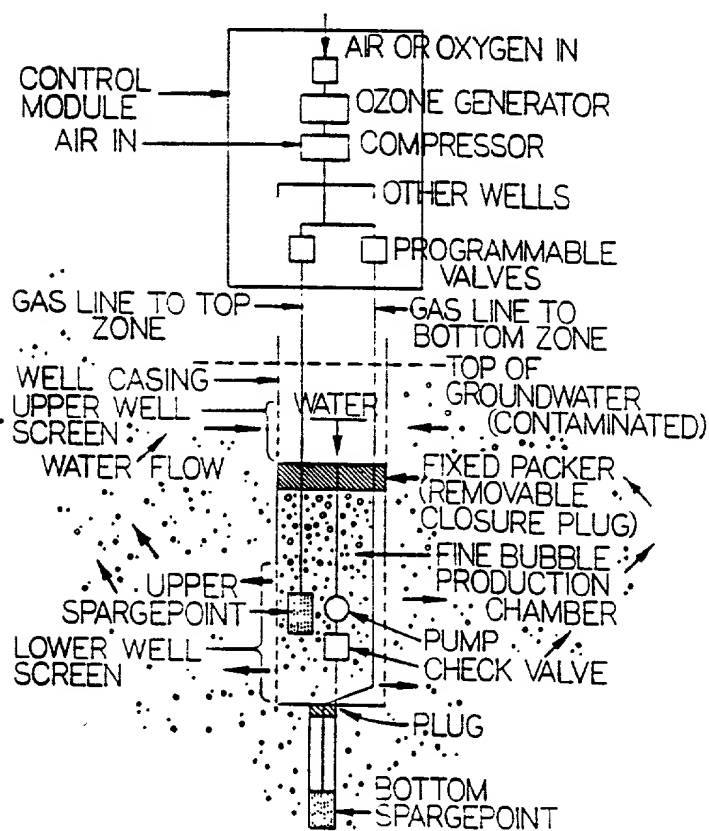 AIR OR OXYGEN IN
CONTROL
MODULE
OZONE GENERATOR
AIR IN
COMPRESSOR
OTHER WELLS
PROGRAMMABLE
VALVES
GAS LINE TO TOP
ZONE
GAS LINE TO
BOTTOM ZONE
WELL CASING
TOP OF
GROUNDWATER
(CONTAMINATED)
UPPER WELL
SCREEN
WATER
WATER FLOW
FIXED PACKER
(REMOVABLE
CLOSURE PLUG)
FINE BUBBLE
PRODUCTION
CHAMBER
UPPER
SPARGEPOINT
PUMP
LOWER WELL
SCREEN
CHECK VALVE
PLUG
BOTTOM
SPARGEPOINT